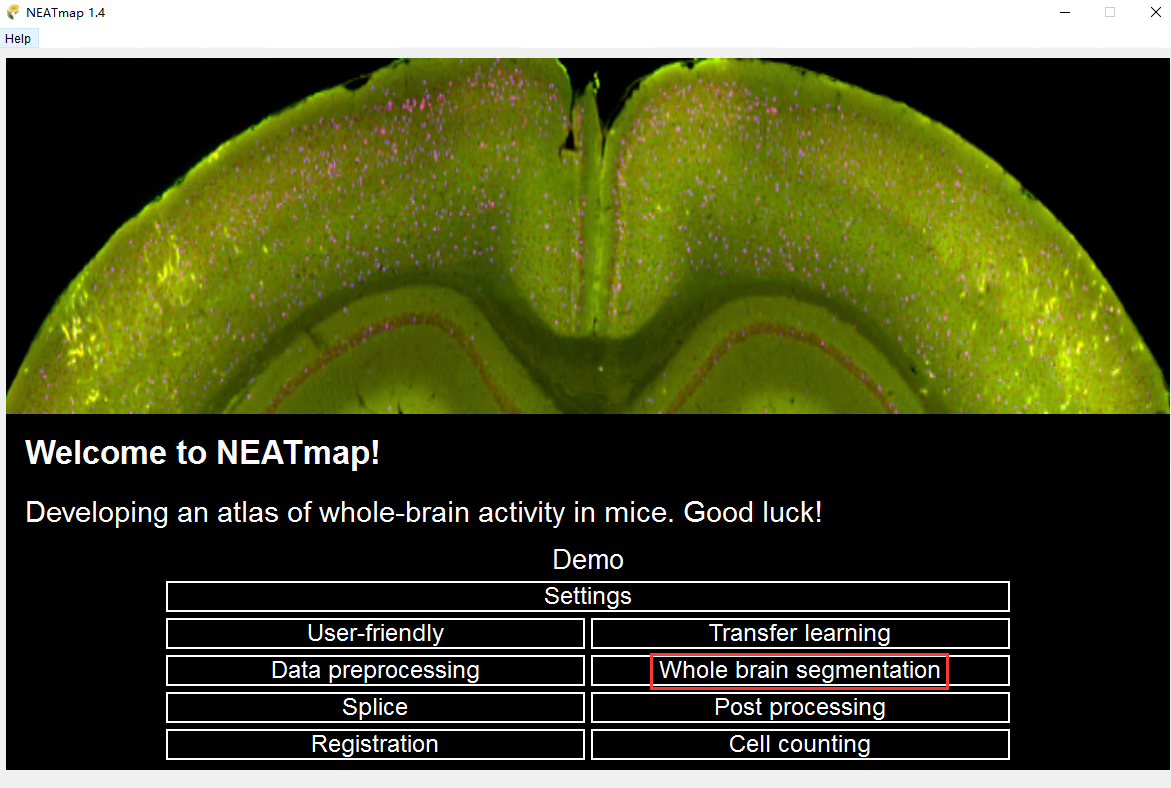 NEATmap 1.4
Help
Welcome to NEATmap!
Developing an atlas of whole-brain activity in mice. Good luck!
Demo
Settings
User-friendly
Transfer learning
Data preprocessing
Whole brain segmentation
Splice
Post processing
Registration
Cell counting